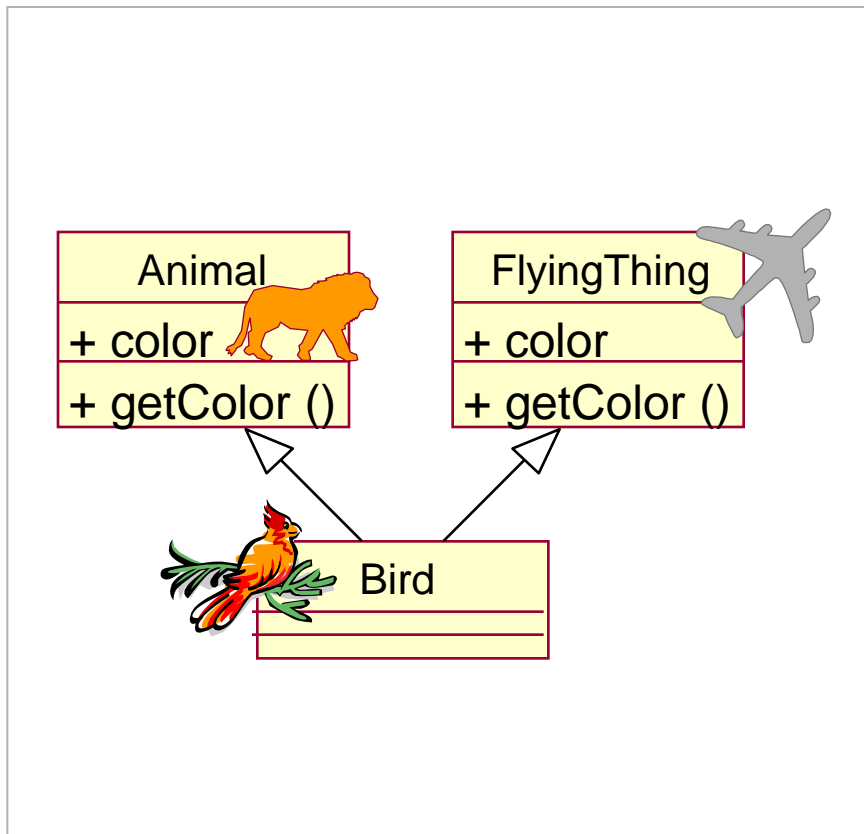 Animal
+ color
+ getColor ()
FlyingThing
+ color
+ getColor ()
Bird